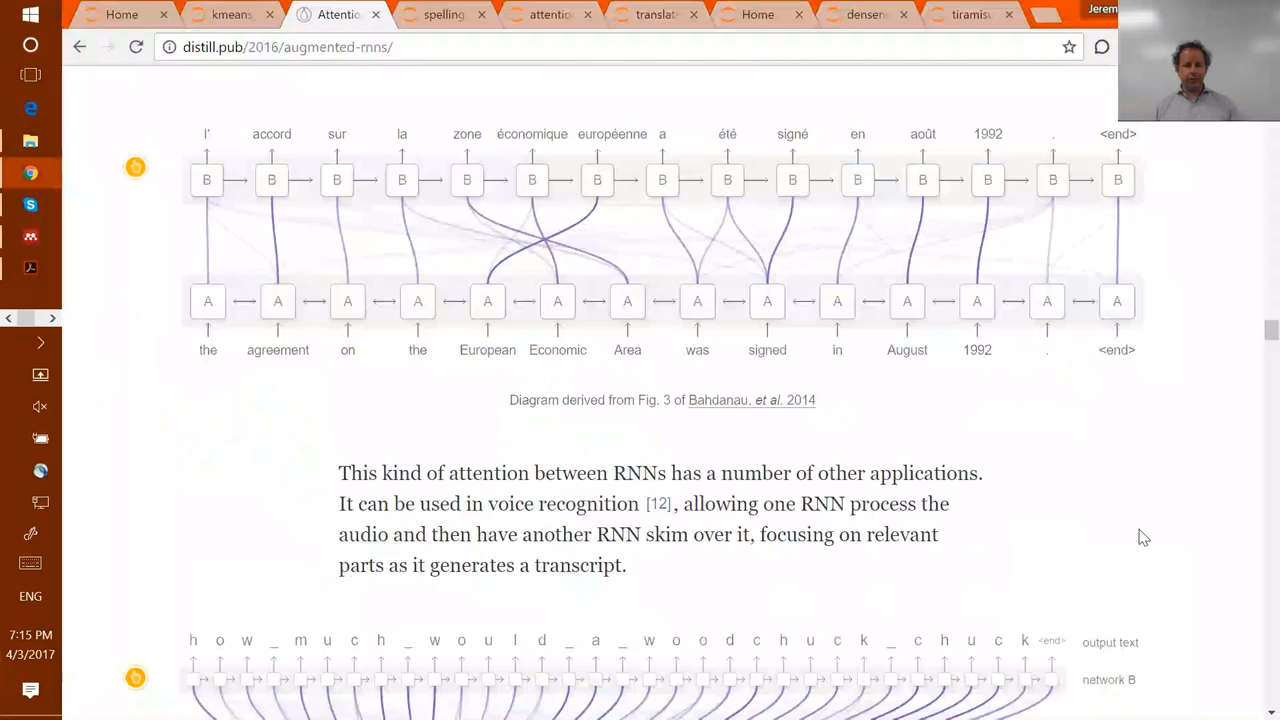 Home
kmeans
Attentio
spelling
attentio
translat
Home
densene
tiramis
Jerem
distill.pub/2016/augmented-rnns/
l' accord sur la zone économique européenne a été signé en août 1992 . <end>
B B B B B B B B B B B B B B B
A A A A A A A A A A A A A A
the agreement on the European Economic Area was signed in August 1992 . <end>
Diagram derived from Fig. 3 of Bahdanau, et al. 2014
This kind of attention between RNNs has a number of other applications.
It can be used in voice recognition [12], allowing one RNN process the
audio and then have another RNN skim over it, focusing on relevant
parts as it generates a transcript.
h o w _ m u c h _ w o u l d _ a _ w o o d c h u c k _ c h u c k <end> output text
network B
ENG
7:15 PM
4/3/2017